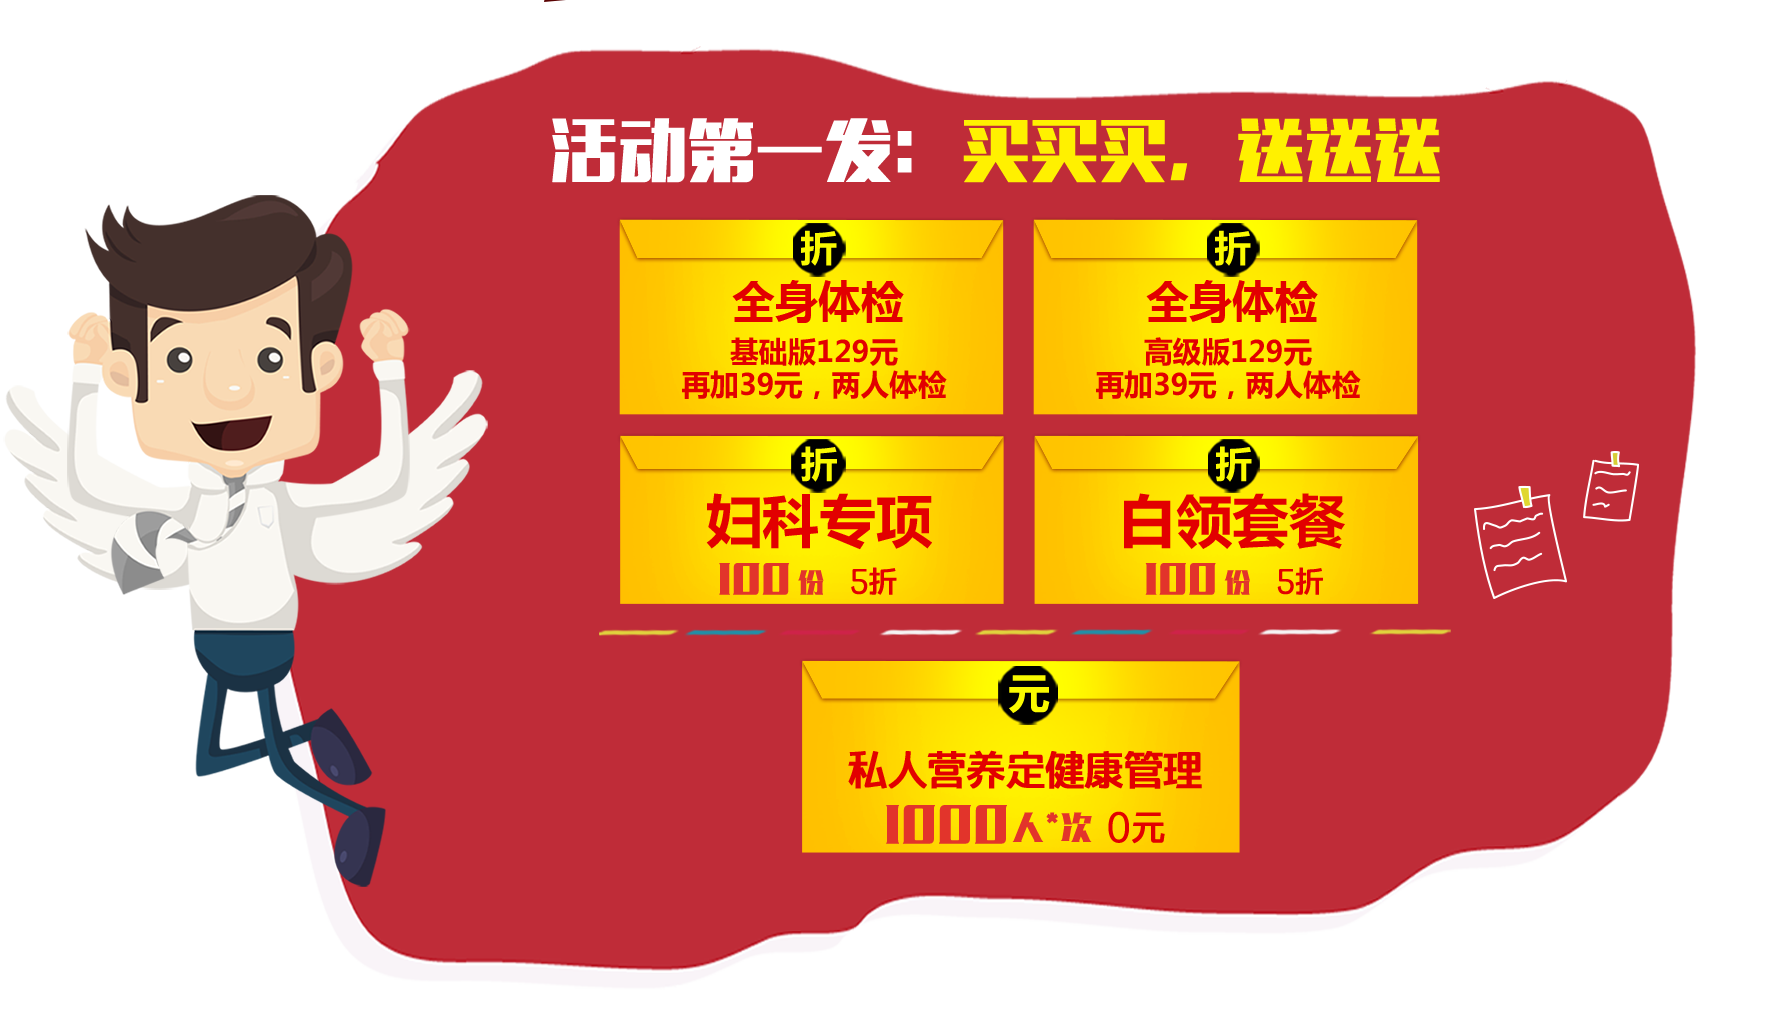 活动第一发：买买买，送送送
折
全身体检
基础版129元
再加39元，两人体检
折
全身体检
高级版129元
再加39元，两人体检
折
妇科专项
100份 5折
折
白领套餐
100份 5折
元
私人营养定健康管理
1000人*次 0元